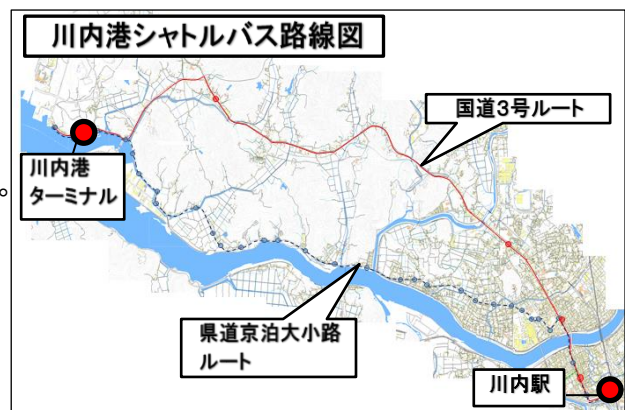 川内港シャトルバス路線図
国道3号ルート
川内港
ターミナル
県道京泊大小路
ルート
川内駅